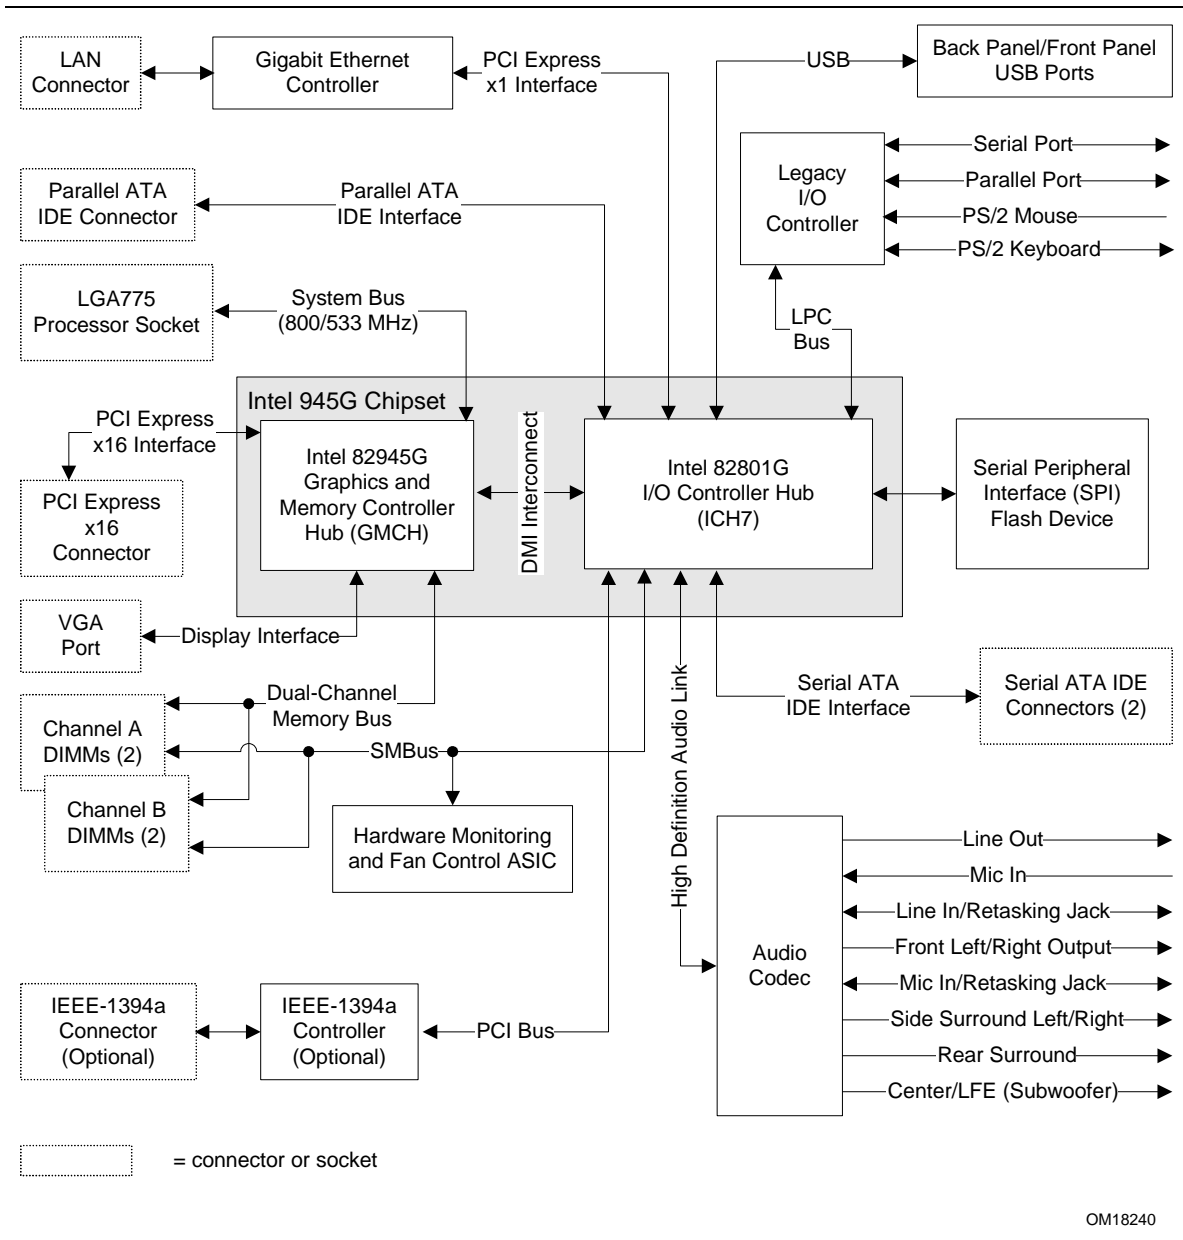 LAN
Connector
Gigabit Ethernet
Controller
PCI Express
x1 Interface
USB
Back Panel/Front Panel
USB Ports
Legacy
I/O
Controller
Serial Port
Parallel Port
PS/2 Mouse
PS/2 Keyboard
Parallel ATA
IDE Connector
Parallel ATA
IDE Interface
LGA775
Processor Socket
System Bus
(800/533 MHz)
LPC
Bus
Intel 945G Chipset
PCI Express
x16 Interface
PCI Express
x16
Connector
Intel 82945G
Graphics and
Memory Controller
Hub (GMCH)
DMI Interconnect
Intel 82801G
I/O Controller Hub
(ICH7)
Serial Peripheral
Interface (SPI)
Flash Device
VGA
Port
Display Interface
Dual-Channel
Memory Bus
Channel A
DIMMs (2)
SMBus
Channel B
DIMMs (2)
Hardware Monitoring
and Fan Control ASIC
High Definition Audio Link
Serial ATA
IDE Interface
Serial ATA IDE
Connectors (2)
Audio
Codec
Line Out
Mic In
Line In/Retasking Jack
Front Left/Right Output
Mic In/Retasking Jack
Side Surround Left/Right
Rear Surround
Center/LFE (Subwoofer)
IEEE-1394a
Connector
(Optional)
IEEE-1394a
Controller
(Optional)
PCI Bus
= connector or socket
OM18240